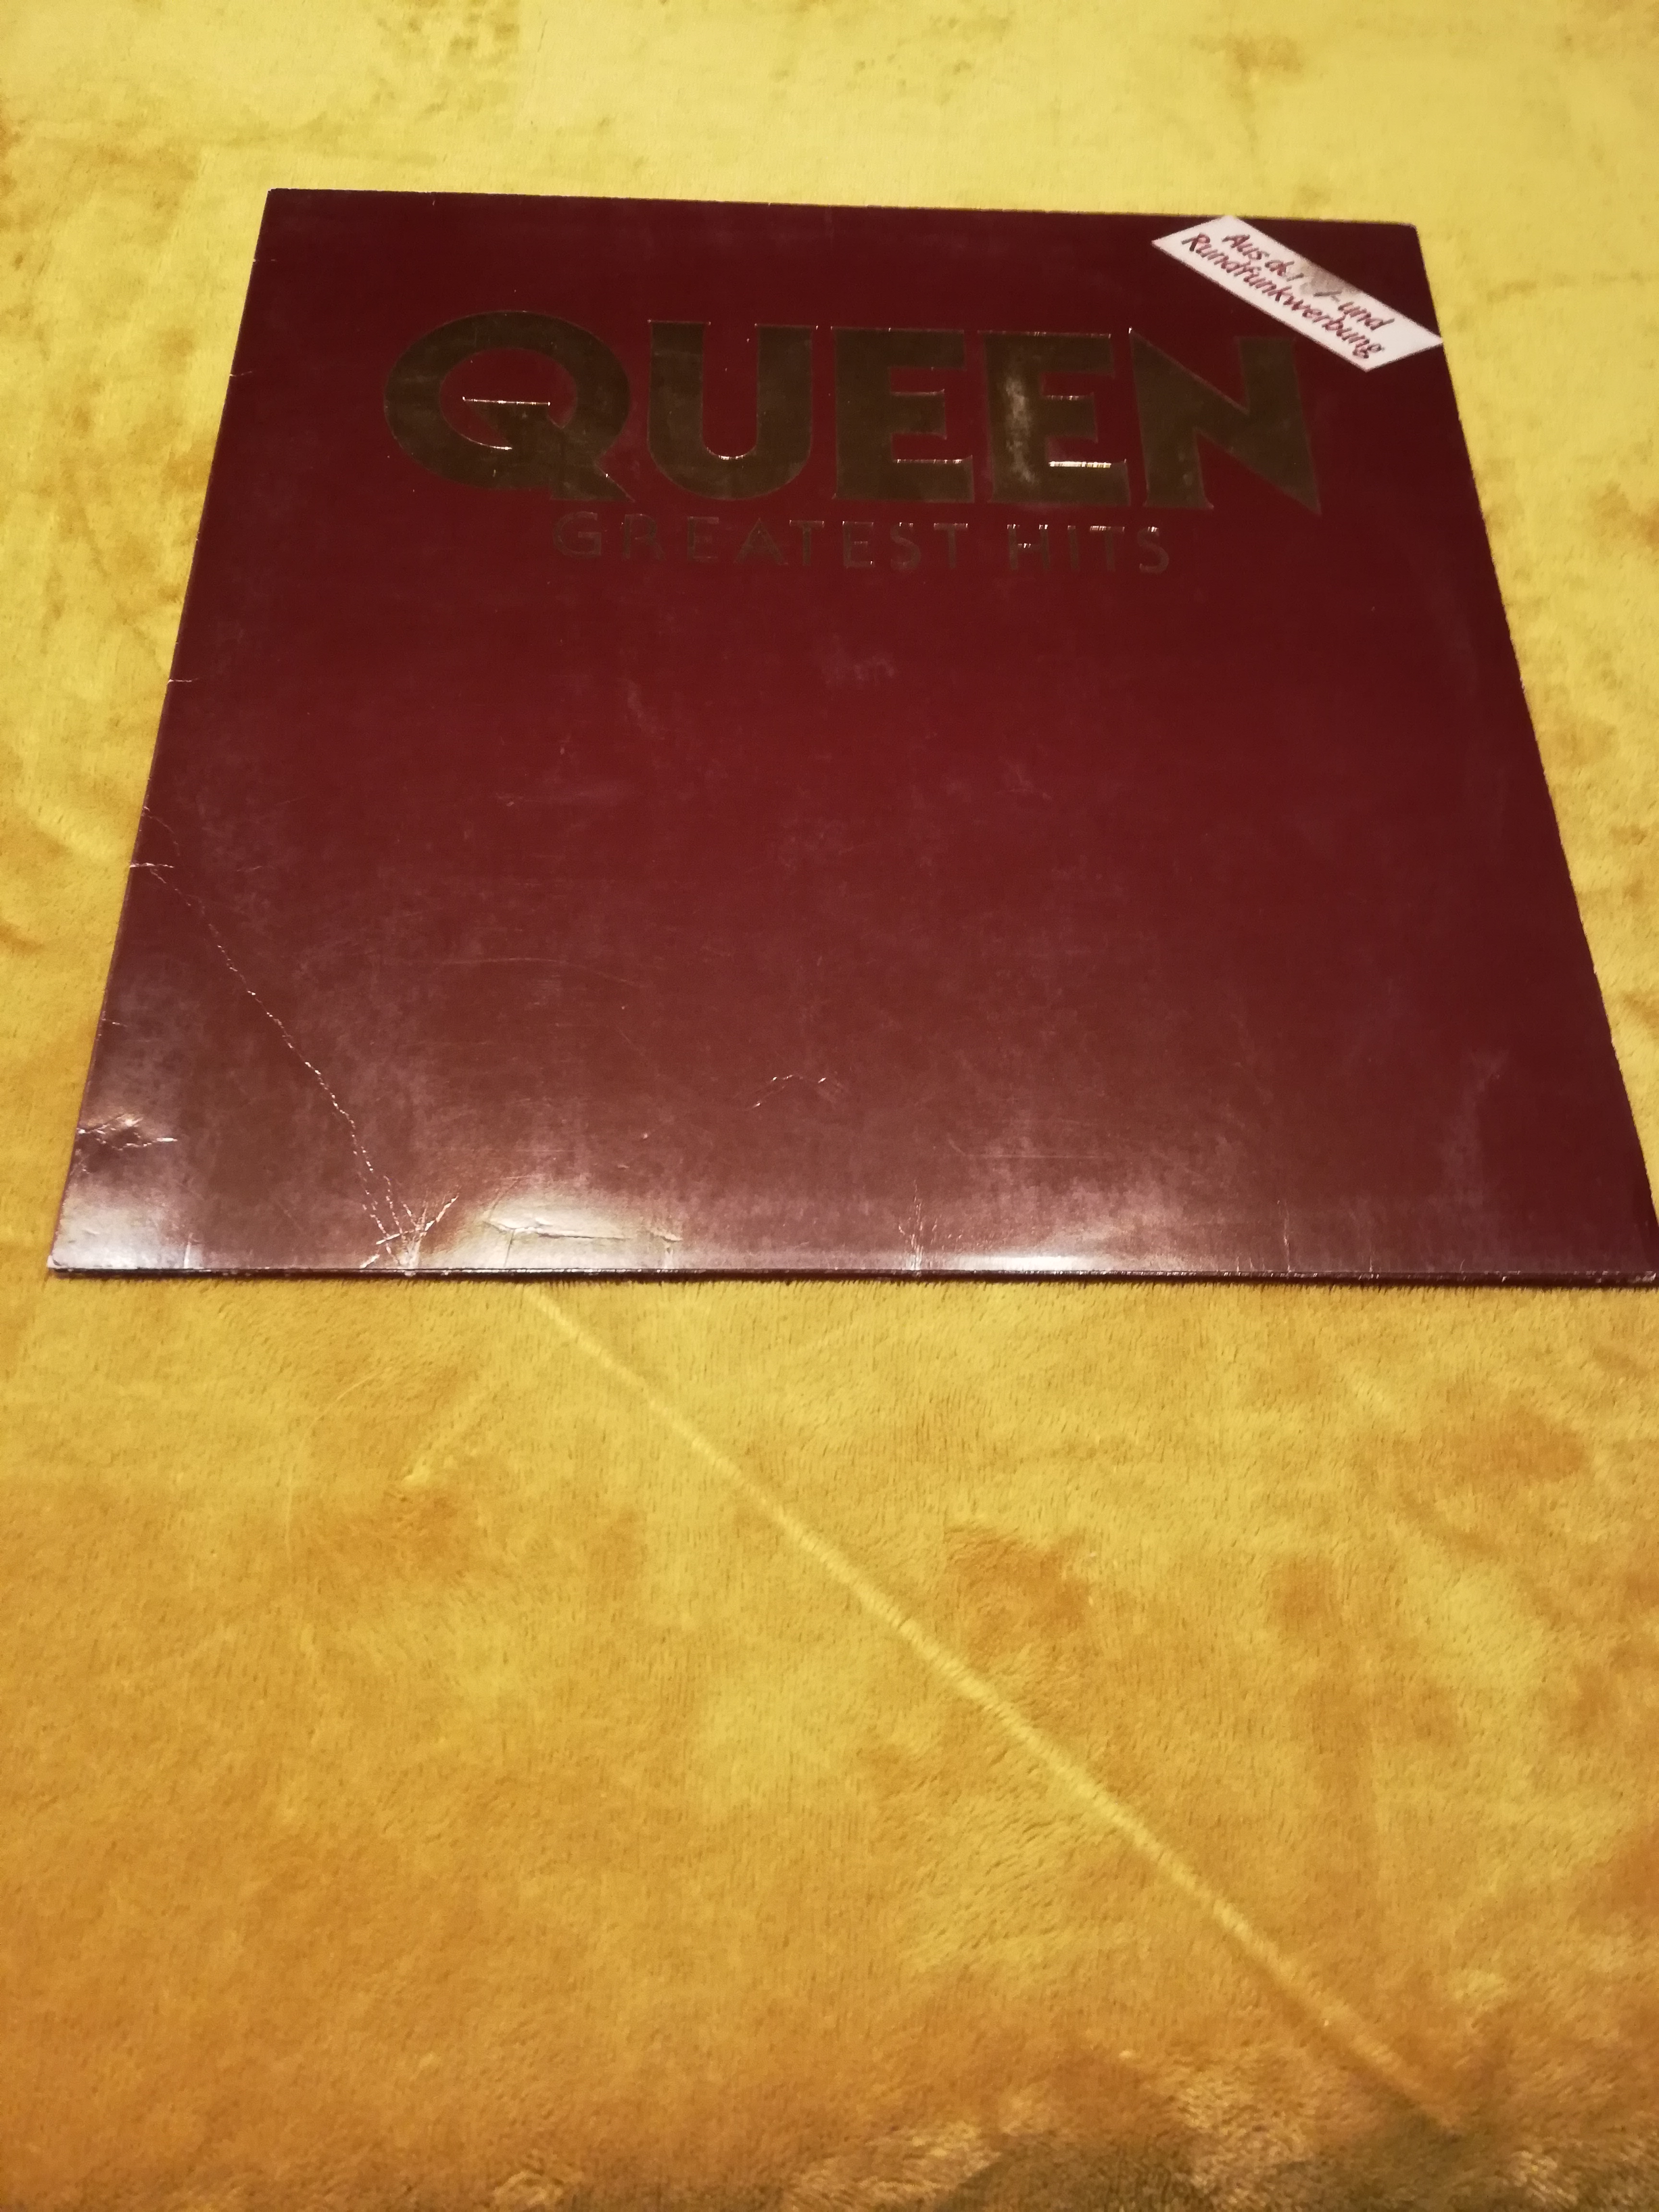 QUEEN
GREATEST HITS
Aus und
Rundfunkwerbung